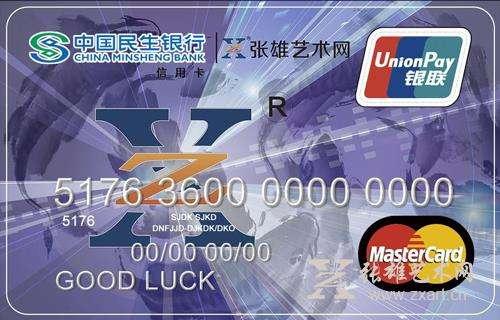 中国民生银行
CHINA MINSHENG BANK
信用卡
张雄艺术网
UnionPay
银联
R
5176 3600 0000 0000
5176
SJDK SJKD
DNFJJD-DJKDK/DKO
00/00 00/00
GOOD LUCK
MasterCard
张雄艺术网
www.zxart.cn